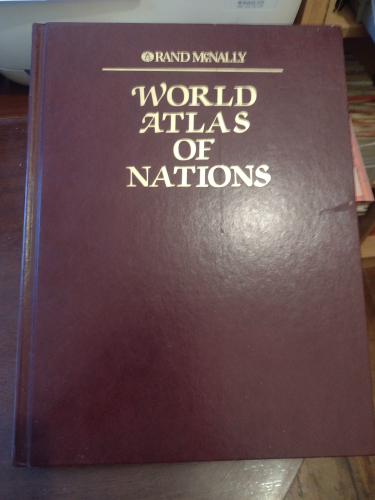 RAND MCNALLY
WORLD
ATLAS
OF
NATIONS